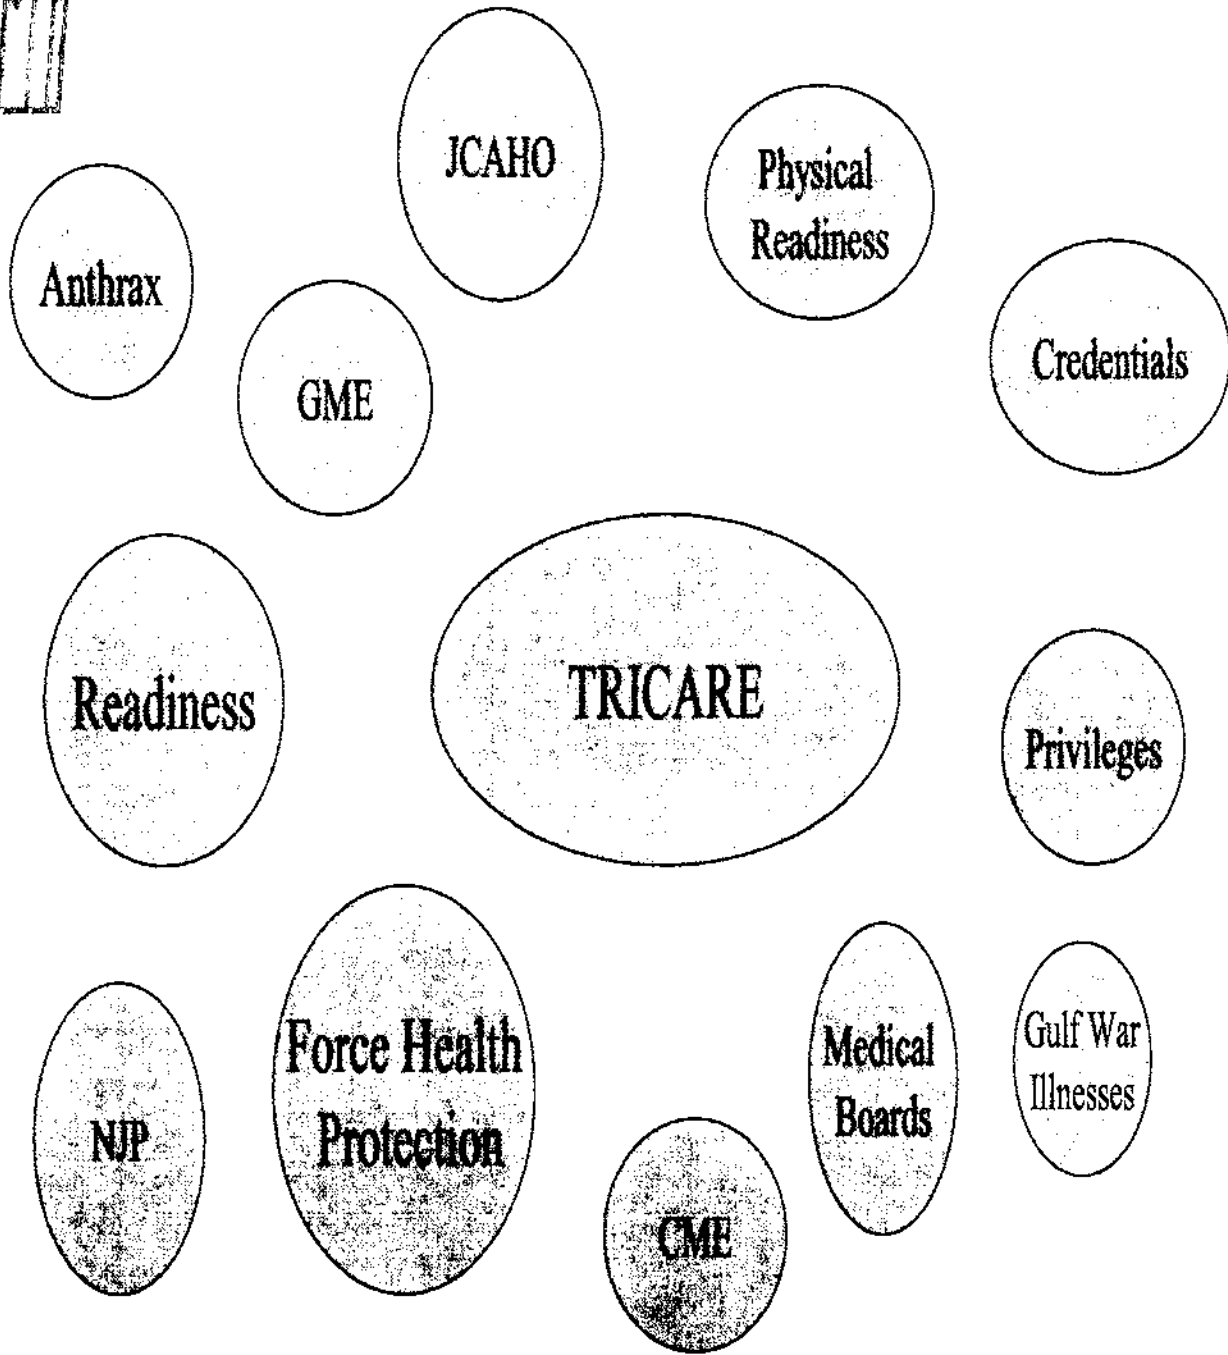 JCAHO
Physical
Readiness
Anthrax
Credentials
GME
Readiness
TRICARE
Privileges
Force Health
Protection
Medical
Boards
Gulf War
Illnesses
NJP
CME